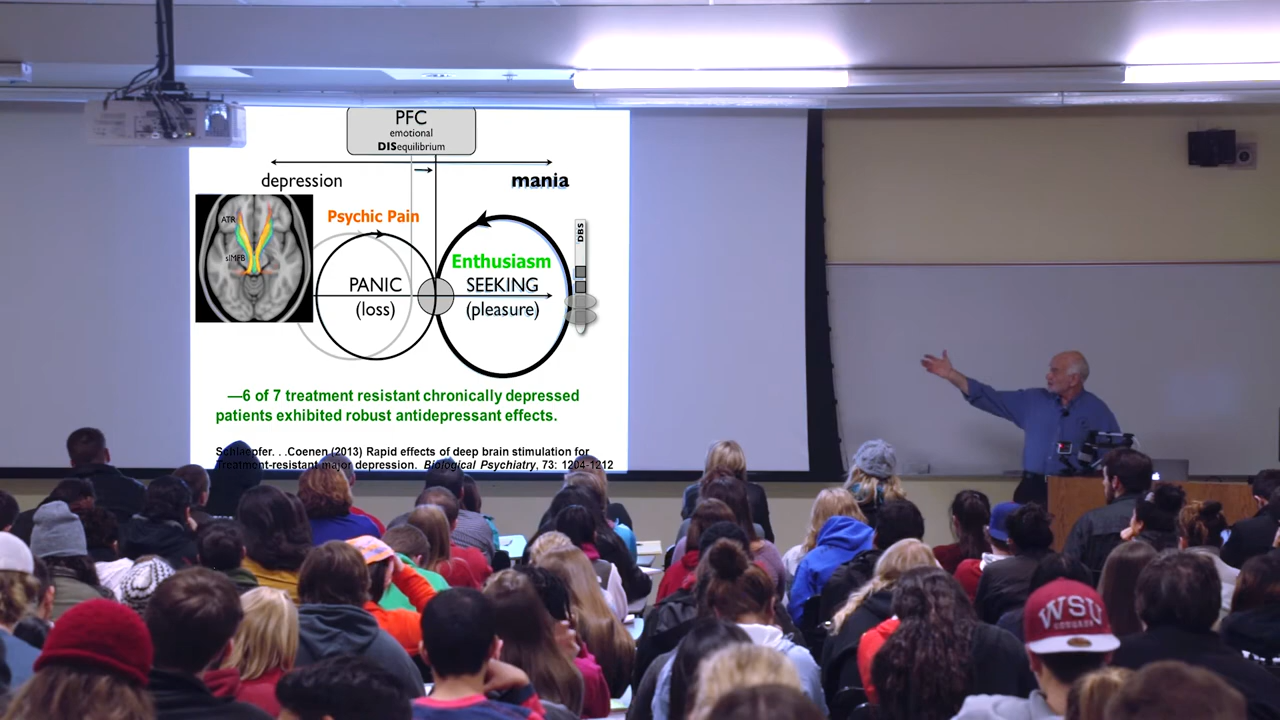 PFC
emotional
DISequilibrium
depression
mania
ATR
slMFB
Psychic Pain
DBS
Enthusiasm
PANIC
SEEKING
(loss)
(pleasure)
—6 of 7 treatment resistant chronically depressed
patients exhibited robust antidepressant effects.
Schlaepfer. . .Coenen (2013) Rapid effects of deep brain stimulation for
Treatment-resistant major depression. Biological Psychiatry, 73: 1204-1212
WSU
COUGARS